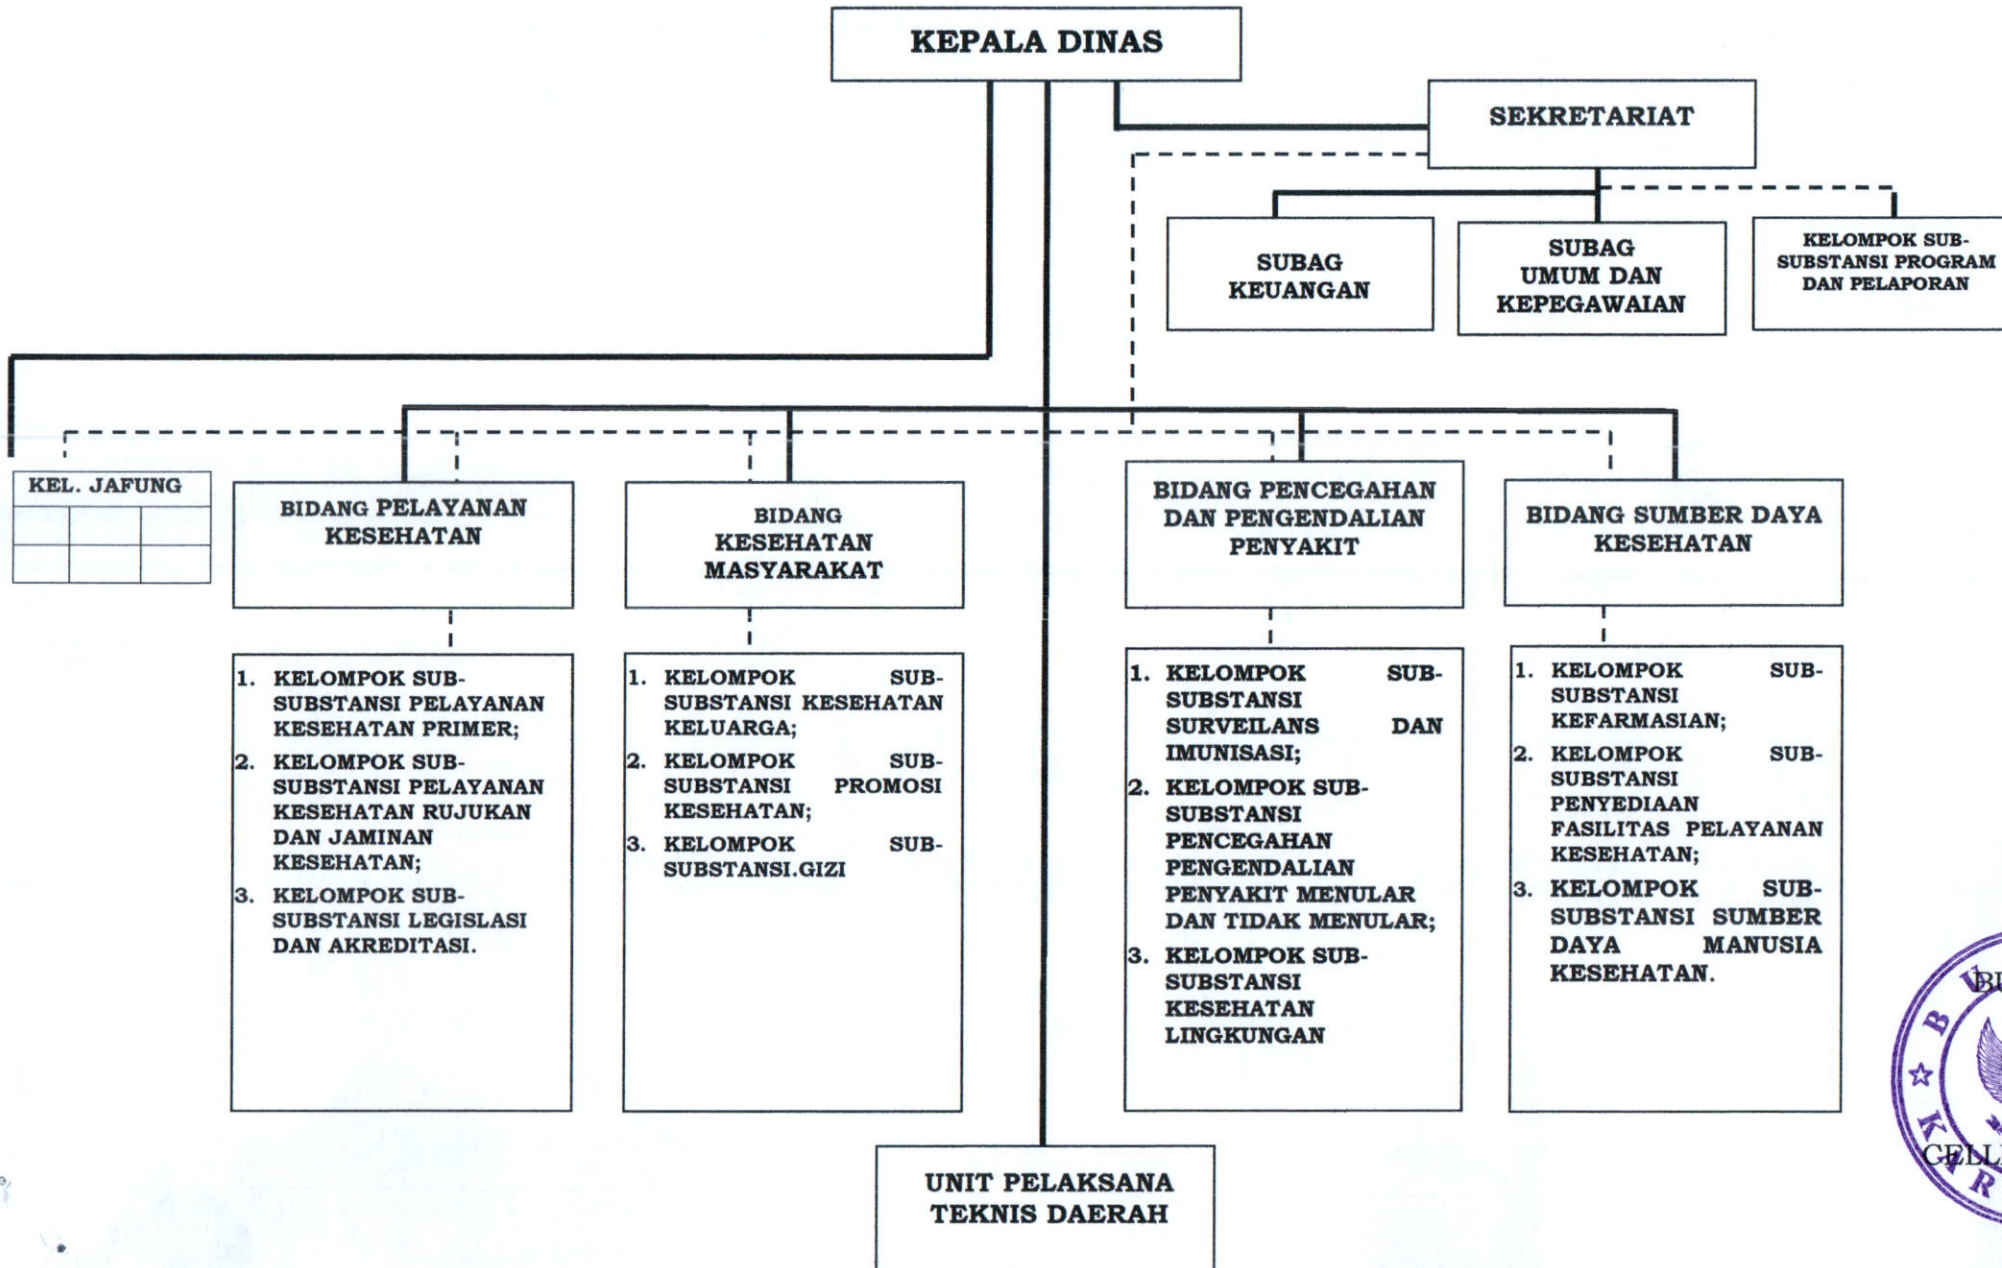 KEPALA DINAS
SEKRETARIAT
SUBAG
KEUANGAN
SUBAG
UMUM DAN
KEPEGAWAIAN
KELOMPOK SUB-
SUBSTANSI PROGRAM
DAN PELAPORAN
KEL. JAFUNG
BIDANG PELAYANAN
KESEHATAN
BIDANG
KESEHATAN
MASYARAKAT
BIDANG PENCEGAHAN
DAN PENGENDALIAN
PENYAKIT
BIDANG SUMBER DAYA
KESEHATAN
1. KELOMPOK SUB-
SUBSTANSI PELAYANAN
KESEHATAN PRIMER;
2. KELOMPOK SUB-
SUBSTANSI PELAYANAN
KESEHATAN RUJUKAN
DAN JAMINAN
KESEHATAN;
3. KELOMPOK SUB-
SUBSTANSI LEGISLASI
DAN AKREDITASI.
1. KELOMPOK SUB-
SUBSTANSI KESEHATAN
KELUARGA;
2. KELOMPOK SUB-
SUBSTANSI PROMOSI
KESEHATAN;
3. KELOMPOK SUB-
SUBSTANSI.GIZI
1. KELOMPOK SUB-
SUBSTANSI
SURVEILANS DAN
IMUNISASI;
2. KELOMPOK SUB-
SUBSTANSI
PENCEGAHAN
PENGENDALIAN
PENYAKIT MENULAR
DAN TIDAK MENULAR;
3. KELOMPOK SUB-
SUBSTANSI
KESEHATAN
LINGKUNGAN
1. KELOMPOK SUB-
SUBSTANSI
KEFARMASIAN;
2. KELOMPOK SUB-
SUBSTANSI
PENYEDIAAN
FASILITAS PELAYANAN
KESEHATAN;
3. KELOMPOK SUB-
SUBSTANSI SUMBER
DAYA MANUSIA
KESEHATAN.
UNIT PELAKSANA
TEKNIS DAERAH